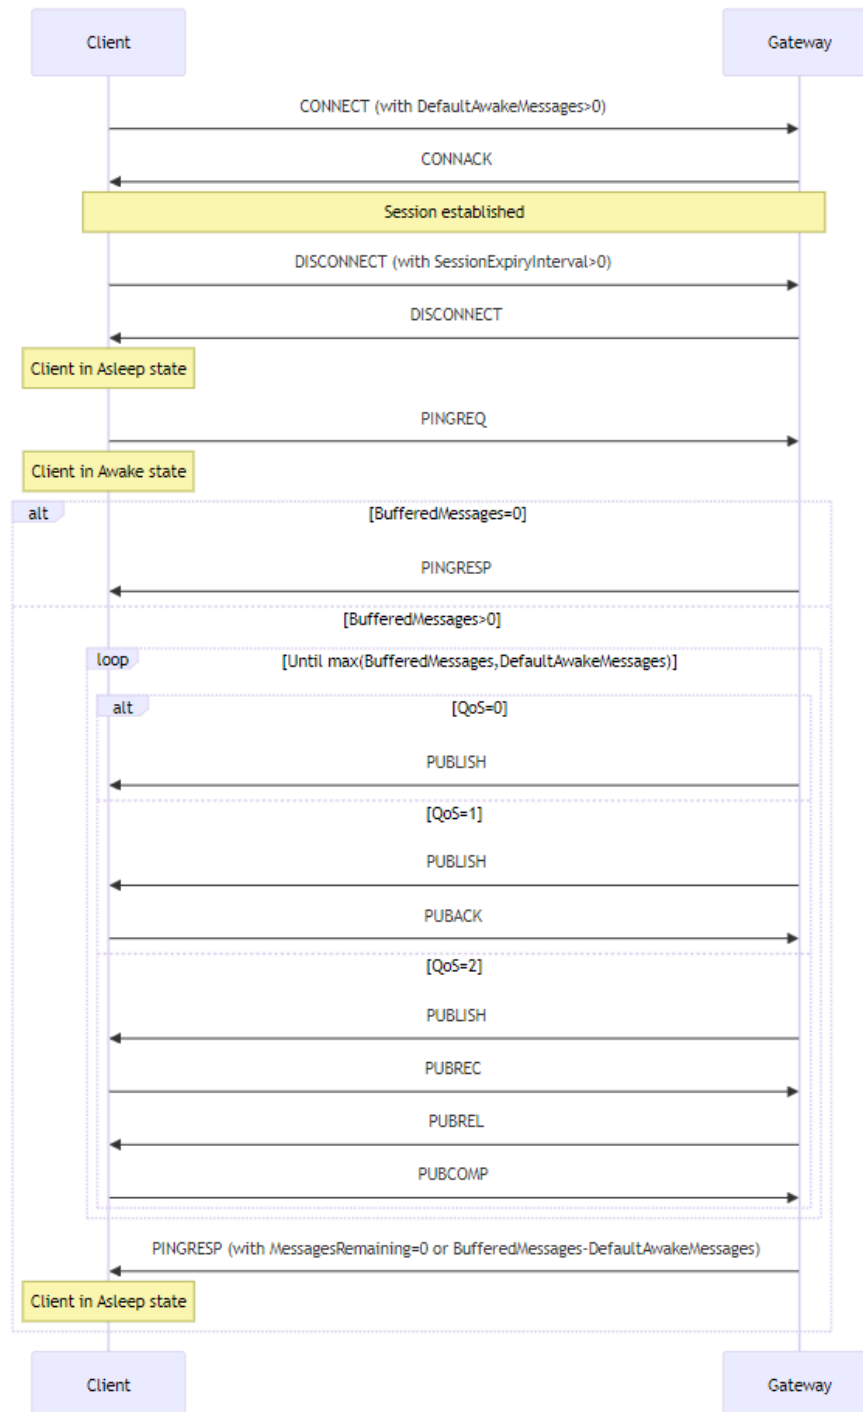 Client
Gateway
CONNECT (with DefaultAwakeMessages>0)
CONNACK
Session established
DISCONNECT (with SessionExpiryInterval>0)
DISCONNECT
Client in Asleep state
PINGREQ
Client in Awake state
alt
[BufferedMessages=0]
PINGRESP
[BufferedMessages>0]
loop
[Until max(BufferedMessages,DefaultAwakeMessages)]
alt
[QoS=0]
PUBLISH
[QoS=1]
PUBLISH
PUBACK
[QoS=2]
PUBLISH
PUBREC
PUBREL
PUBCOMP
PINGRESP (with MessagesRemaining=0 or BufferedMessages-DefaultAwakeMessages)
Client in Asleep state
Client
Gateway